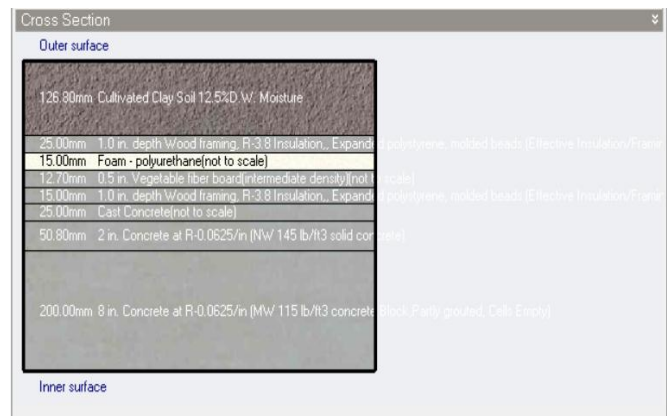 Cross Section
Outer surface
126.80mm Cultivated Clay Soil 12.5%D.W. Moisture
25.00mm 1.0 in. depth Wood framing, R-3.8 Insulation,, Expanded polystyrene, molded beads (Effective Insulation/Frami
15.00mm Foam - polyurethane(not to scale)
12.70mm 0.5 in. Vegetable fiber board(intermediate density)(not to scale)
15.00mm 1.0 in. depth Wood framing, R-3.8 Insulation,, Expanded polystyrene, molded beads (Effective Insulation/Frami
25.00mm Cast Concrete(not to scale)
50.80mm 2 in. Concrete at R-0.0625/in (NW 145 lb/ft3 solid concrete)
200.00mm 8 in. Concrete at R-0.0625/in (MW 115 lb/ft3 concrete Block Partly grouted, Cells Empty)
Inner surface